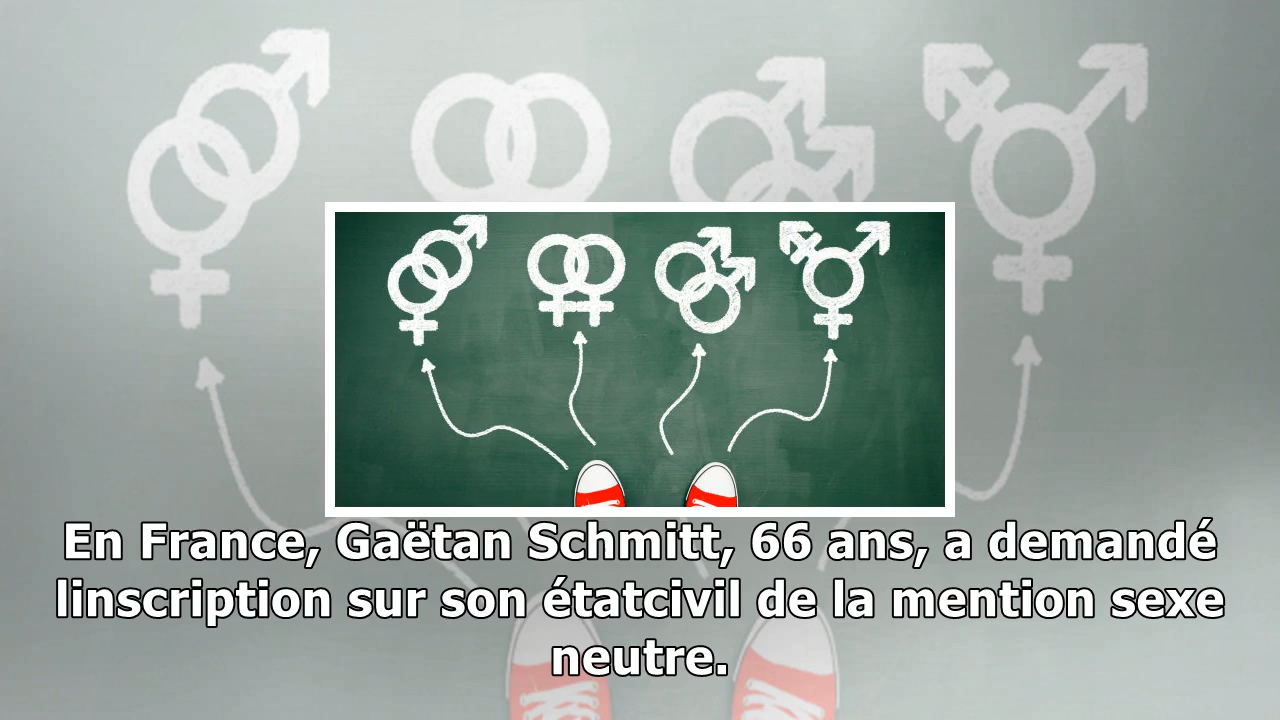 En France, Gaëtan Schmitt, 66 ans, a demandé
linscription sur son étatcivil de la mention sexe
neutre.